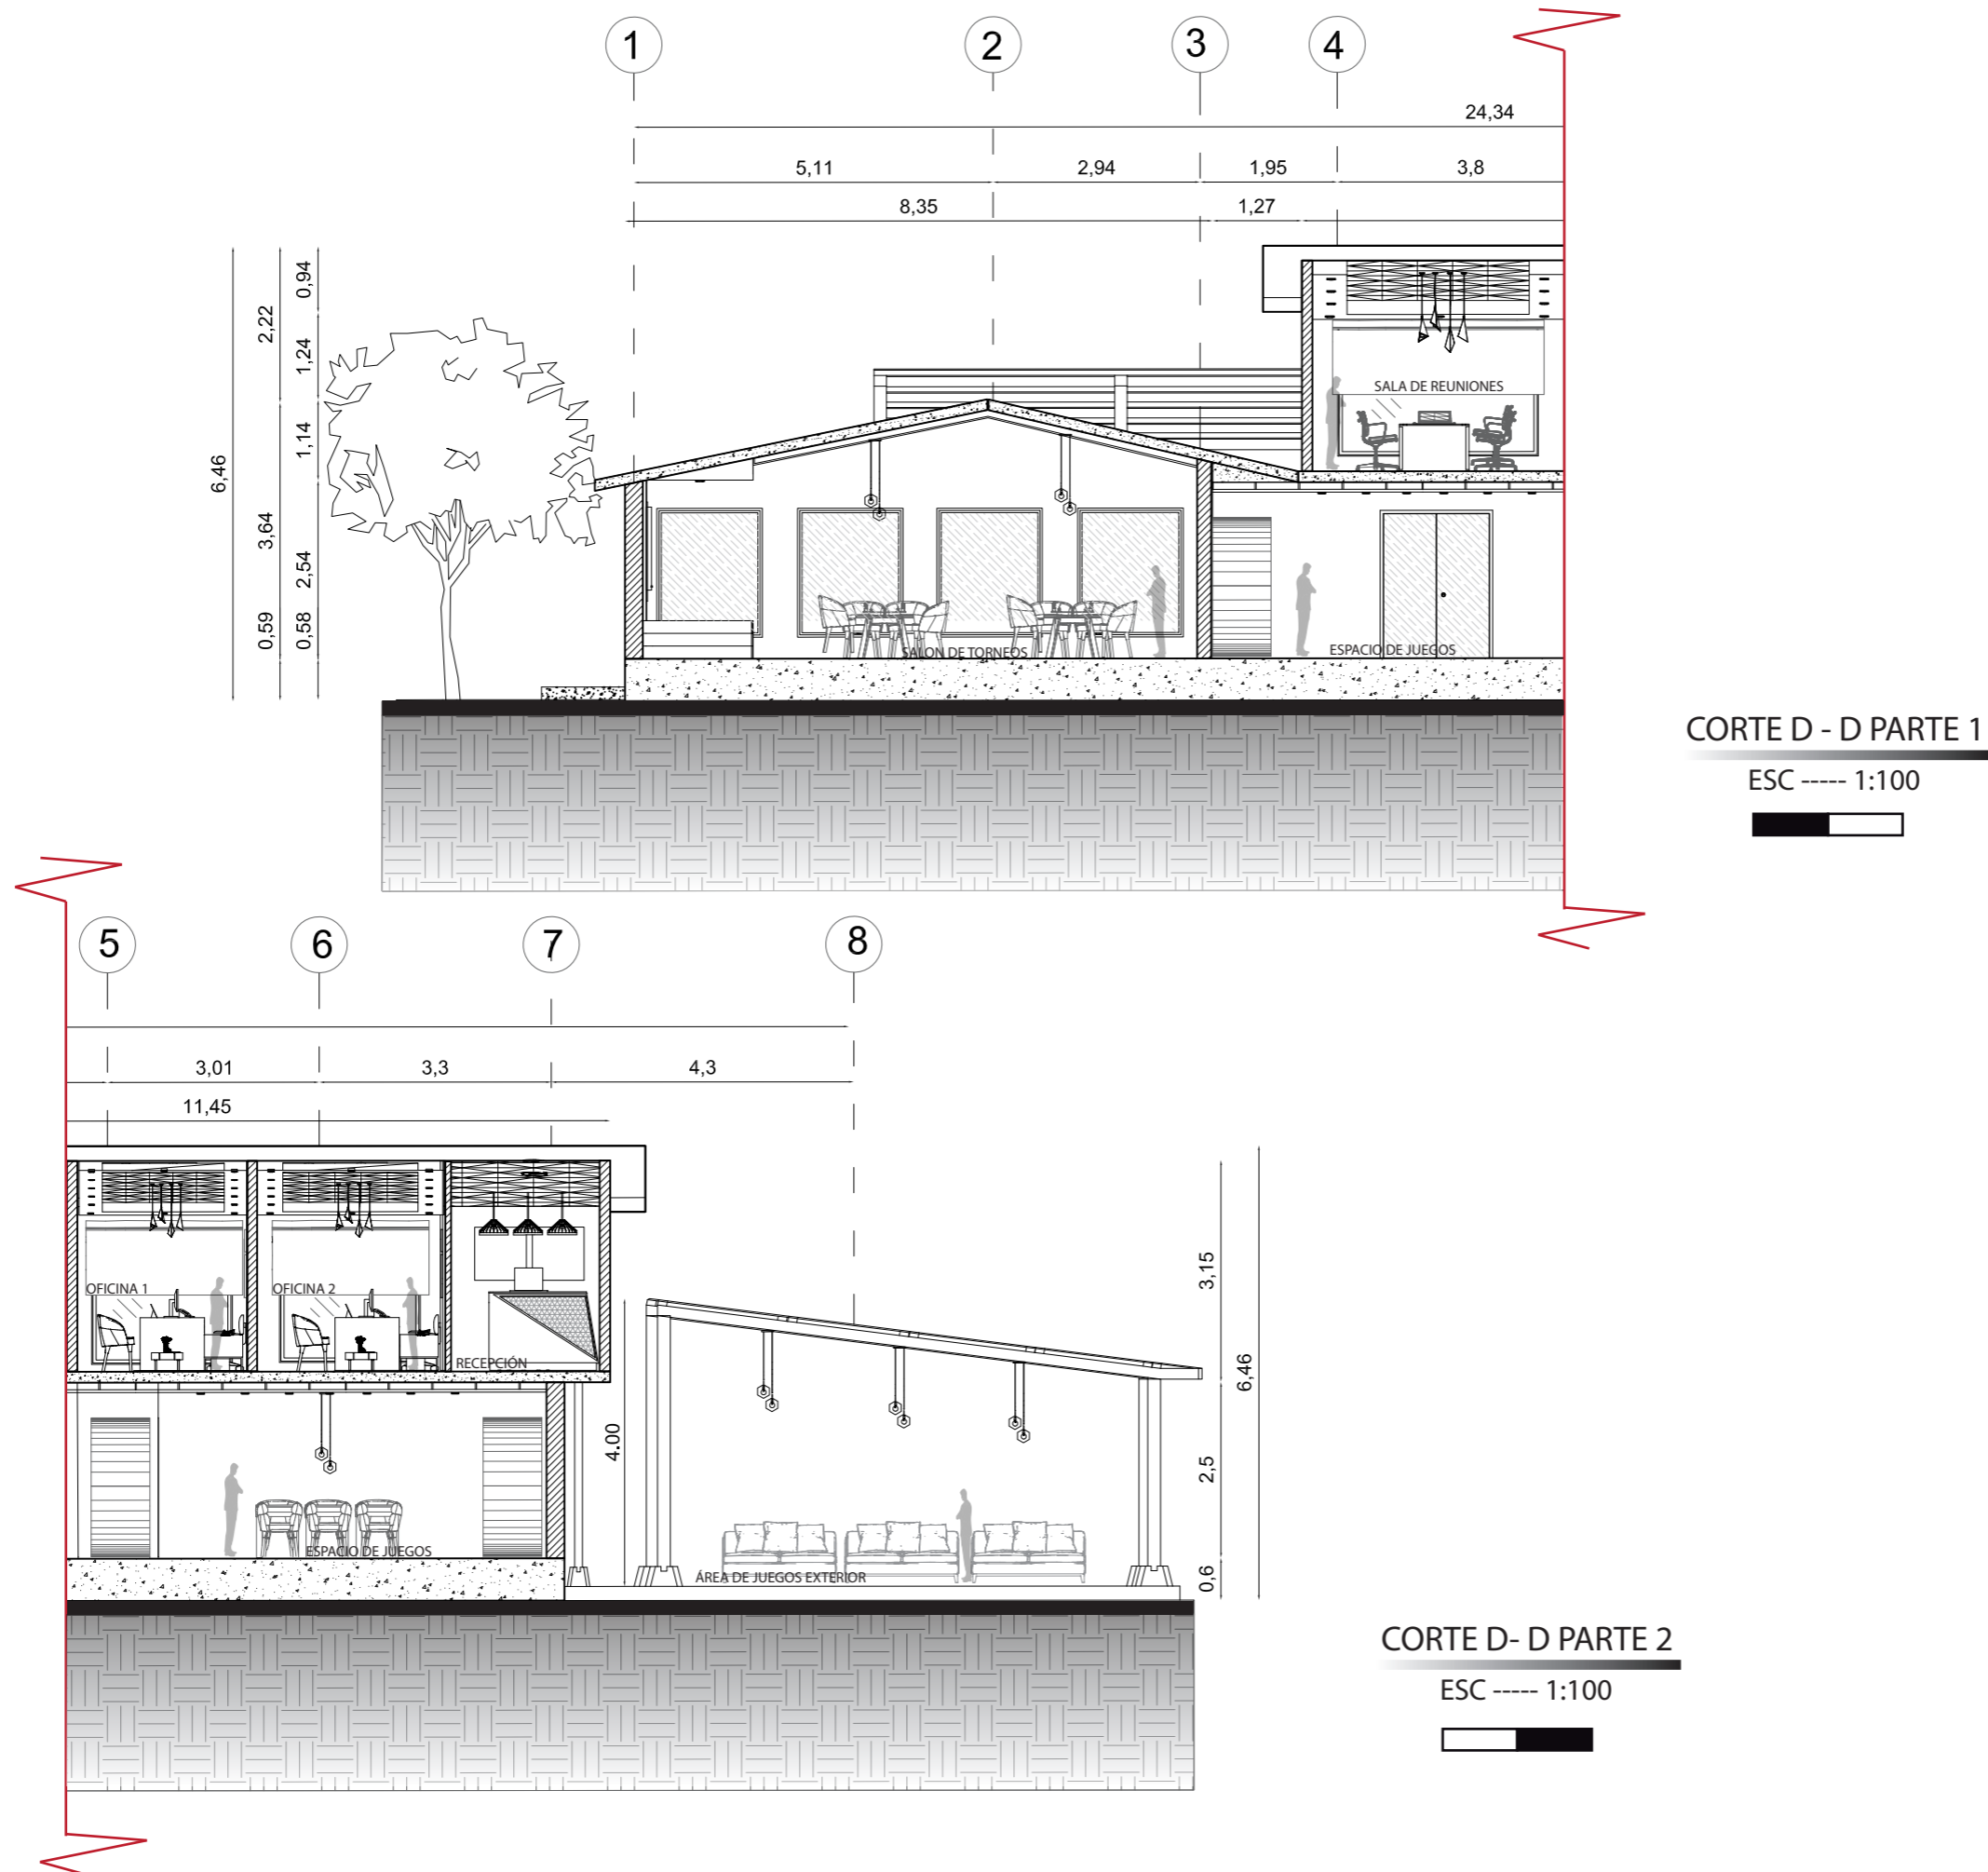 1 2 3 4
24,34
5,11 2,94 1,95 3,8
8,35 1,27
6,46
2,22 3,64 0,59
0,94 1,24 1,14 2,54 0,58
SALA DE REUNIONES
SALON DE TORNEOS
ESPACIO DE JUEGOS
CORTE D - D PARTE 1
ESC ----- 1:100
5 6 7 8
3,01 3,3 4,3
11,45
OFICINA 1
OFICINA 2
RECEPCIÓN
ESPACIO DE JUEGOS
4.00
ÁREA DE JUEGOS EXTERIOR
3,15 2,5 0,6
6,46
CORTE D- D PARTE 2
ESC ----- 1:100